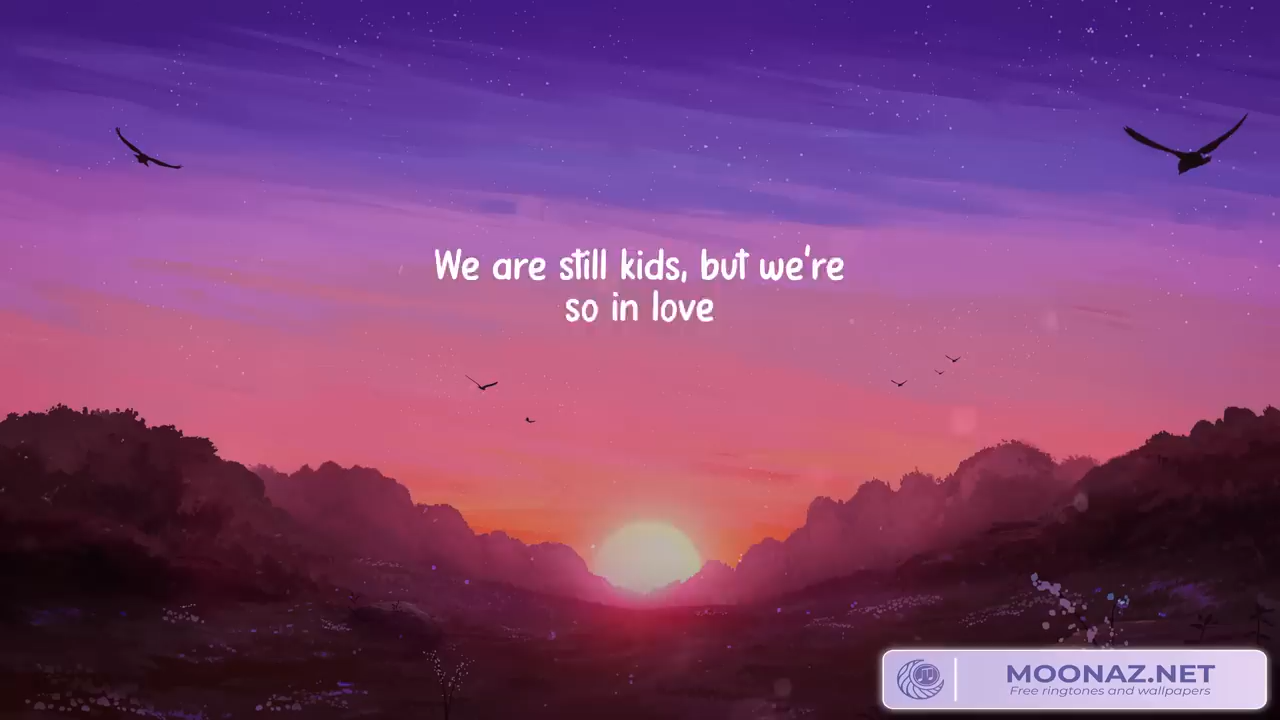 We are still kids, but we're
so in love
MOONAZ.NET
Free ringtones and wallpapers